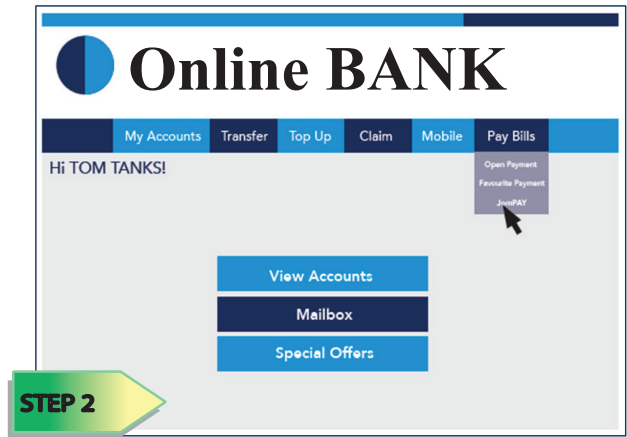 Online BANK
My Accounts Transfer Top Up Claim Mobile Pay Bills
Hi TOM TANKS!
Open Payment
Favourite Payment
JomPAY
View Accounts
Mailbox
Special Offers
STEP 2